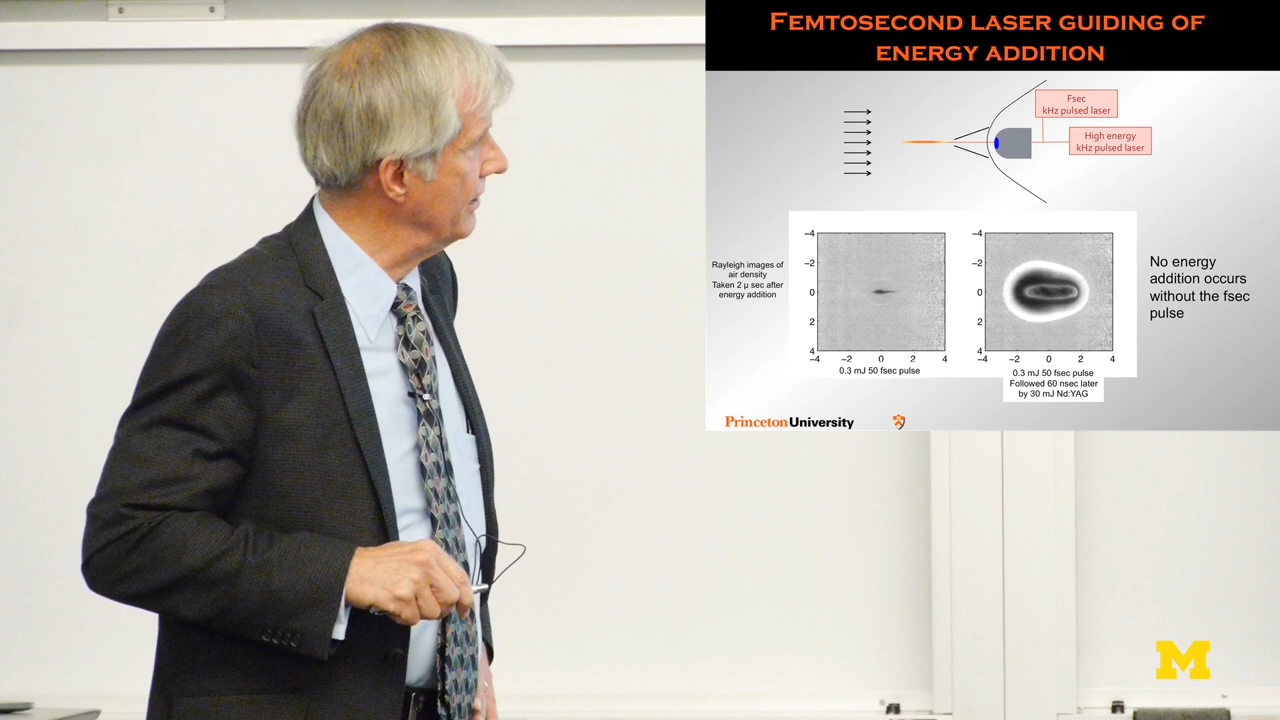 FEMTOSECOND LASER GUIDING OF
ENERGY ADDITION
Fsec
kHz pulsed laser
High energy
kHz pulsed laser
Rayleigh images of
air density
Taken 2 μ sec after
energy addition
−4
−2
0
2
4
−4 −2 0 2 4
0.3 mJ 50 fsec pulse
−4
−2
0
2
4
−4 −2 0 2 4
0.3 mJ 50 fsec pulse
Followed 60 nsec later
by 30 mJ Nd:YAG
No energy
addition occurs
without the fsec
pulse
Princeton University
M